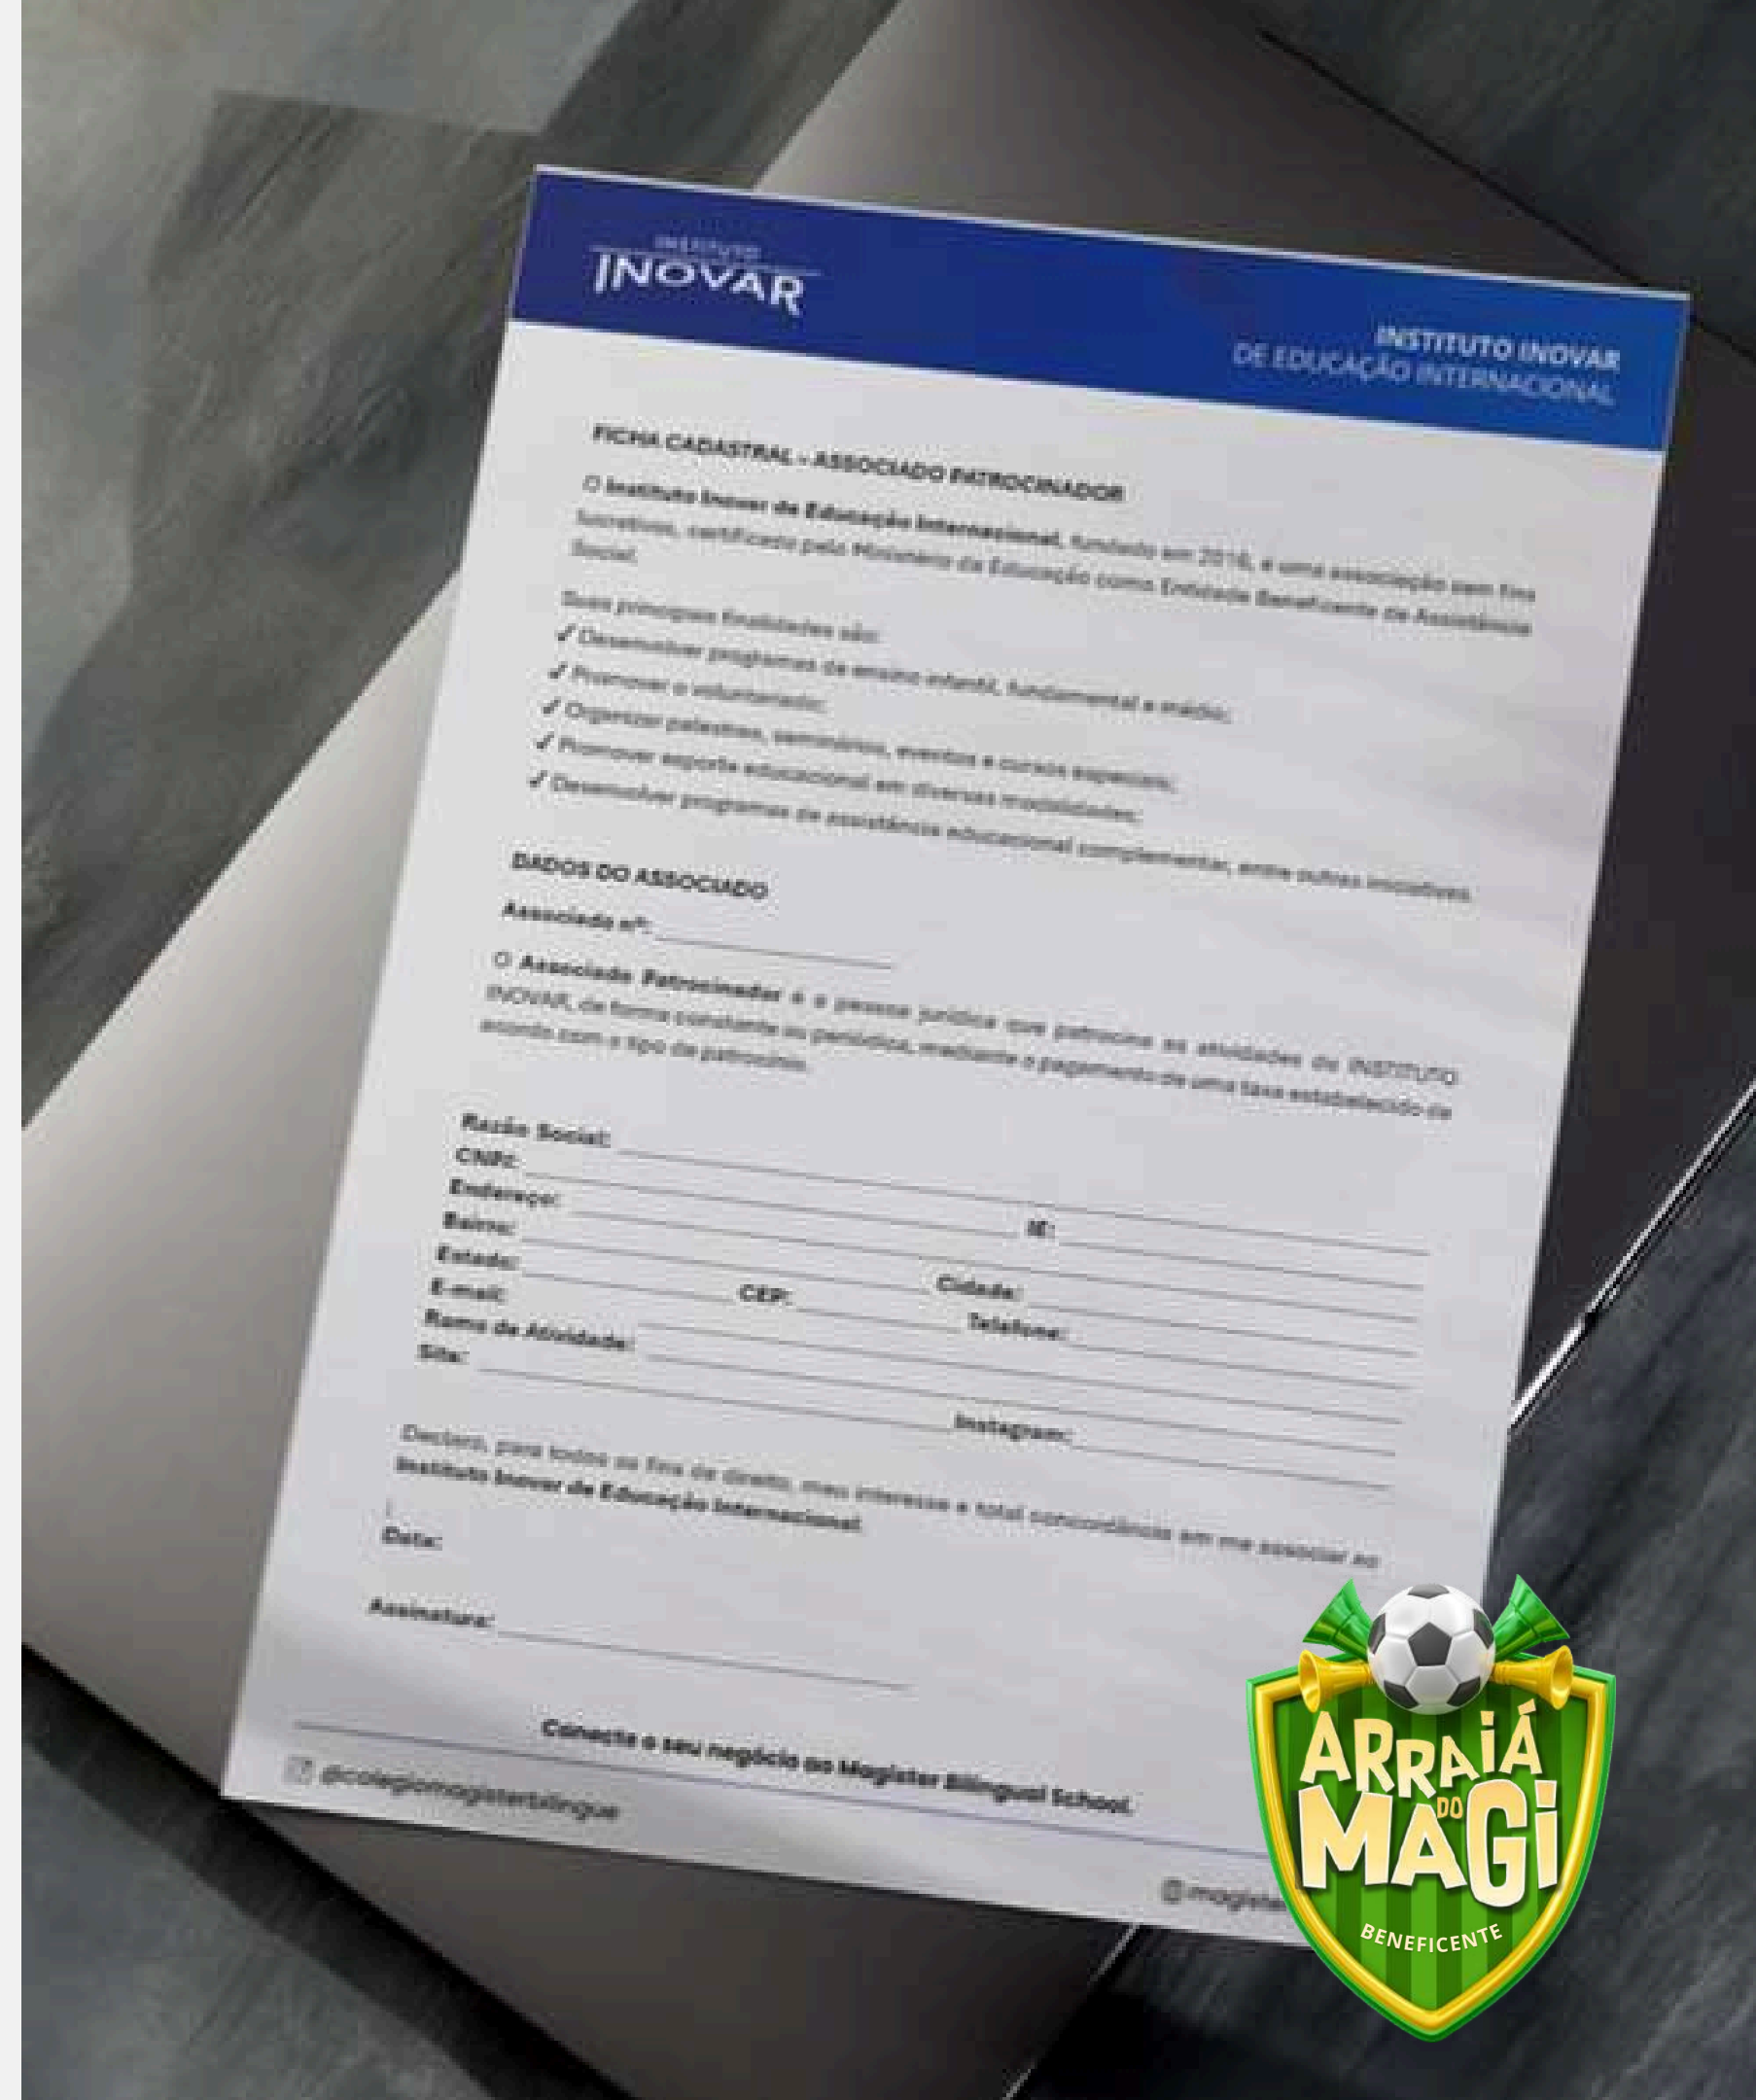 INSTITUTO
INOVAR
INSTITUTO INOVAR
DE EDUCAÇÃO INTERNACIONAL
FICHA CADASTRAL - ASSOCIADO PATROCINADOR
O Instituto Inovar de Educação Internacional, fundado em 2016, é uma associação sem fins
lucrativos, certificado pelo Ministério da Educação como Entidade Beneficente de Assistência
Social.
Suas principais finalidades são:
✓ Desenvolver programas de ensino infantil, fundamental e médio;
✓ Promover o voluntariado;
✓ Organizar palestras, seminários, eventos e cursos especiais;
✓ Promover esporte educacional em diversas modalidades;
✓ Desenvolver programas de assistência educacional complementar, entre outras iniciativas.
DADOS DO ASSOCIADO
Associado nº:
O Associado Patrocinador é a pessoa jurídica que patrocina as atividades do INSTITUTO
INOVAR, de forma constante ou periódica, mediante o pagamento de uma taxa estabelecido de
acordo com o tipo de patrocínio.
Razão Social:
CNPJ: IE:
Endereço:
Bairro: Cidade:
Estado: CEP: Telefone:
E-mail:
Ramo de Atividade:
Site: Instagram:
Declaro, para todos os fins de direito, meu interesse e total concordância em me associar ao
Instituto Inovar de Educação Internacional.
Data:
Assinatura:
Conecte o seu negócio ao Magister Bilingual School.
@colegiomagisterbilingue
ARRAIÁ
DO
MAGI
BENEFICENTE